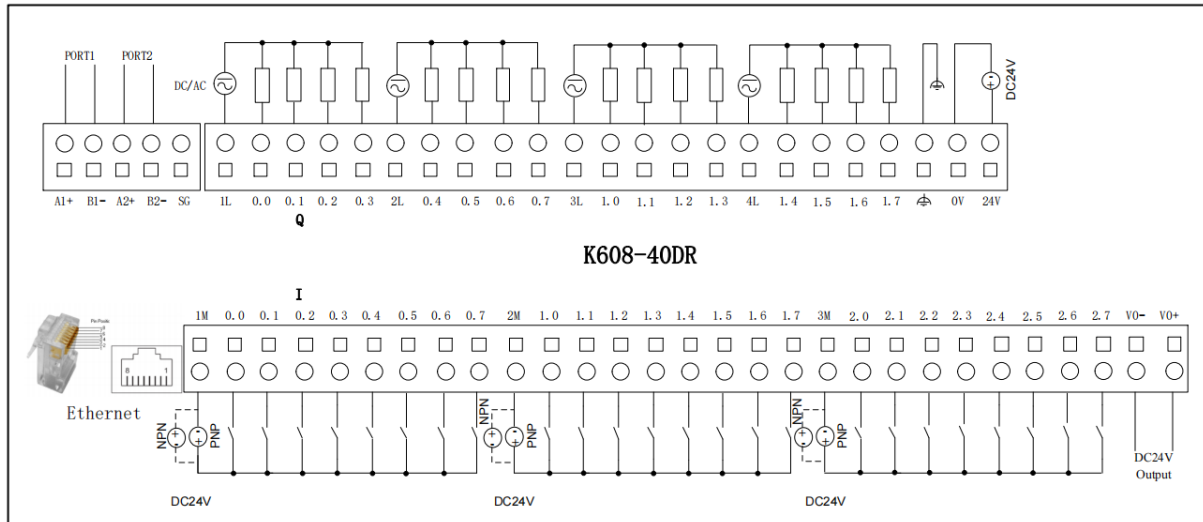 PORT1 PORT2
DC/AC
DC24V
A1+ B1- A2+ B2- SG 1L 0.0 0.1 0.2 0.3 2L 0.4 0.5 0.6 0.7 3L 1.0 1.1 1.2 1.3 4L 1.4 1.5 1.6 1.7 0V 24V
Q
K608-40DR
I
1M 0.0 0.1 0.2 0.3 0.4 0.5 0.6 0.7 2M 1.0 1.1 1.2 1.3 1.4 1.5 1.6 1.7 3M 2.0 2.1 2.2 2.3 2.4 2.5 2.6 2.7 V0- V0+
8 1
Ethernet
NPN PNP NPN PNP NPN PNP
DC24V
Output
DC24V DC24V DC24V